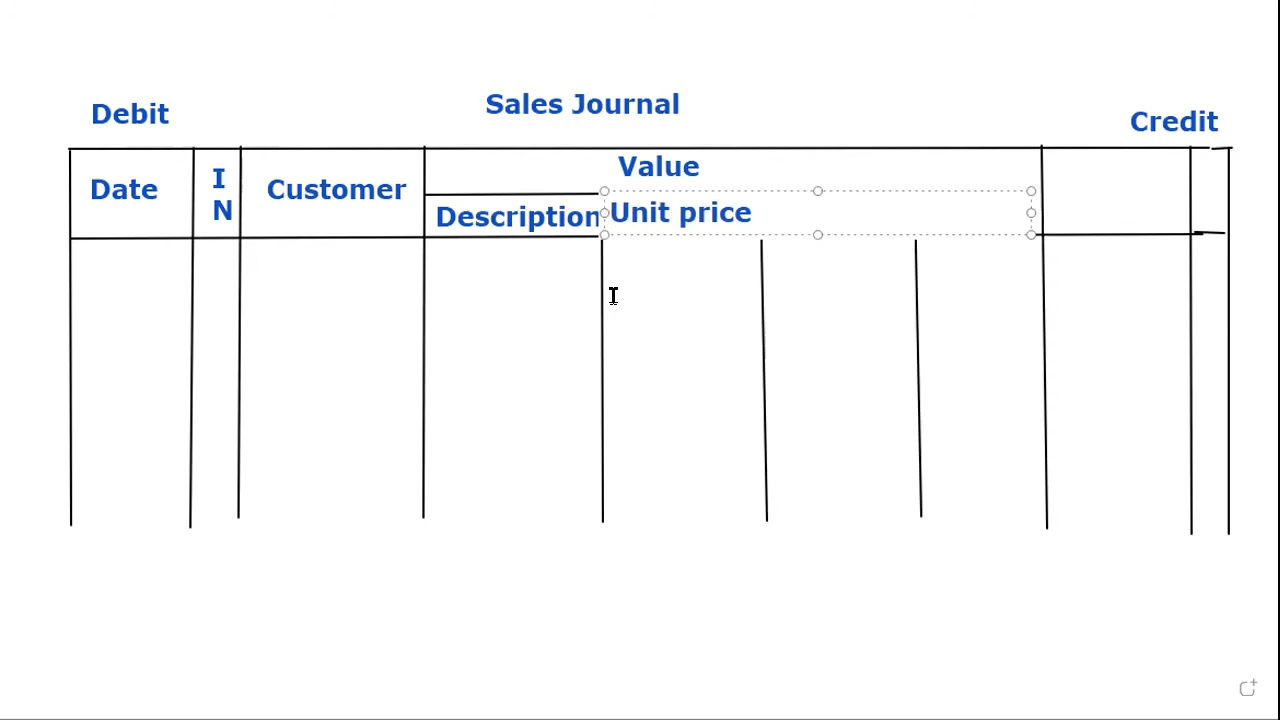 Sales Journal
Debit
Credit
Date
I
N
Customer
Value
Description
Unit price